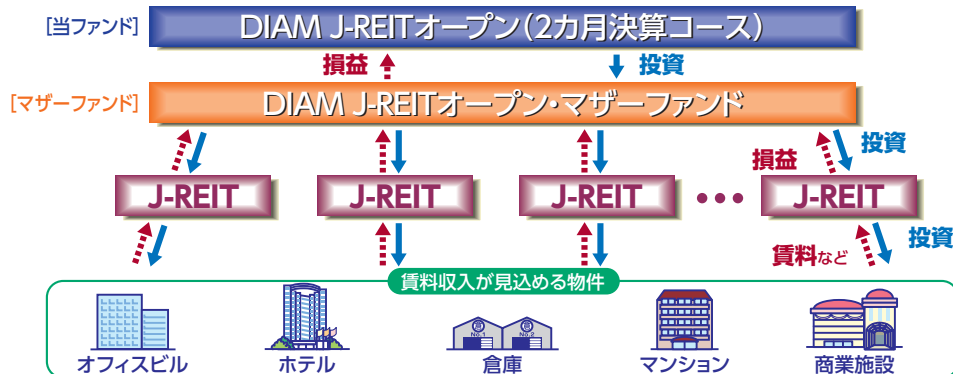 [当ファンド]
DIAM J-REITオープン(2カ月決算コース)
損益
投資
[マザーファンド]
DIAM J-REITオープン・マザーファンド
損益
投資
J-REIT
J-REIT
J-REIT
•••
J-REIT
賃料など
投資
賃料収入が見込める物件
No.1
No.2
オフィスビル
ホテル
倉庫
マンション
商業施設